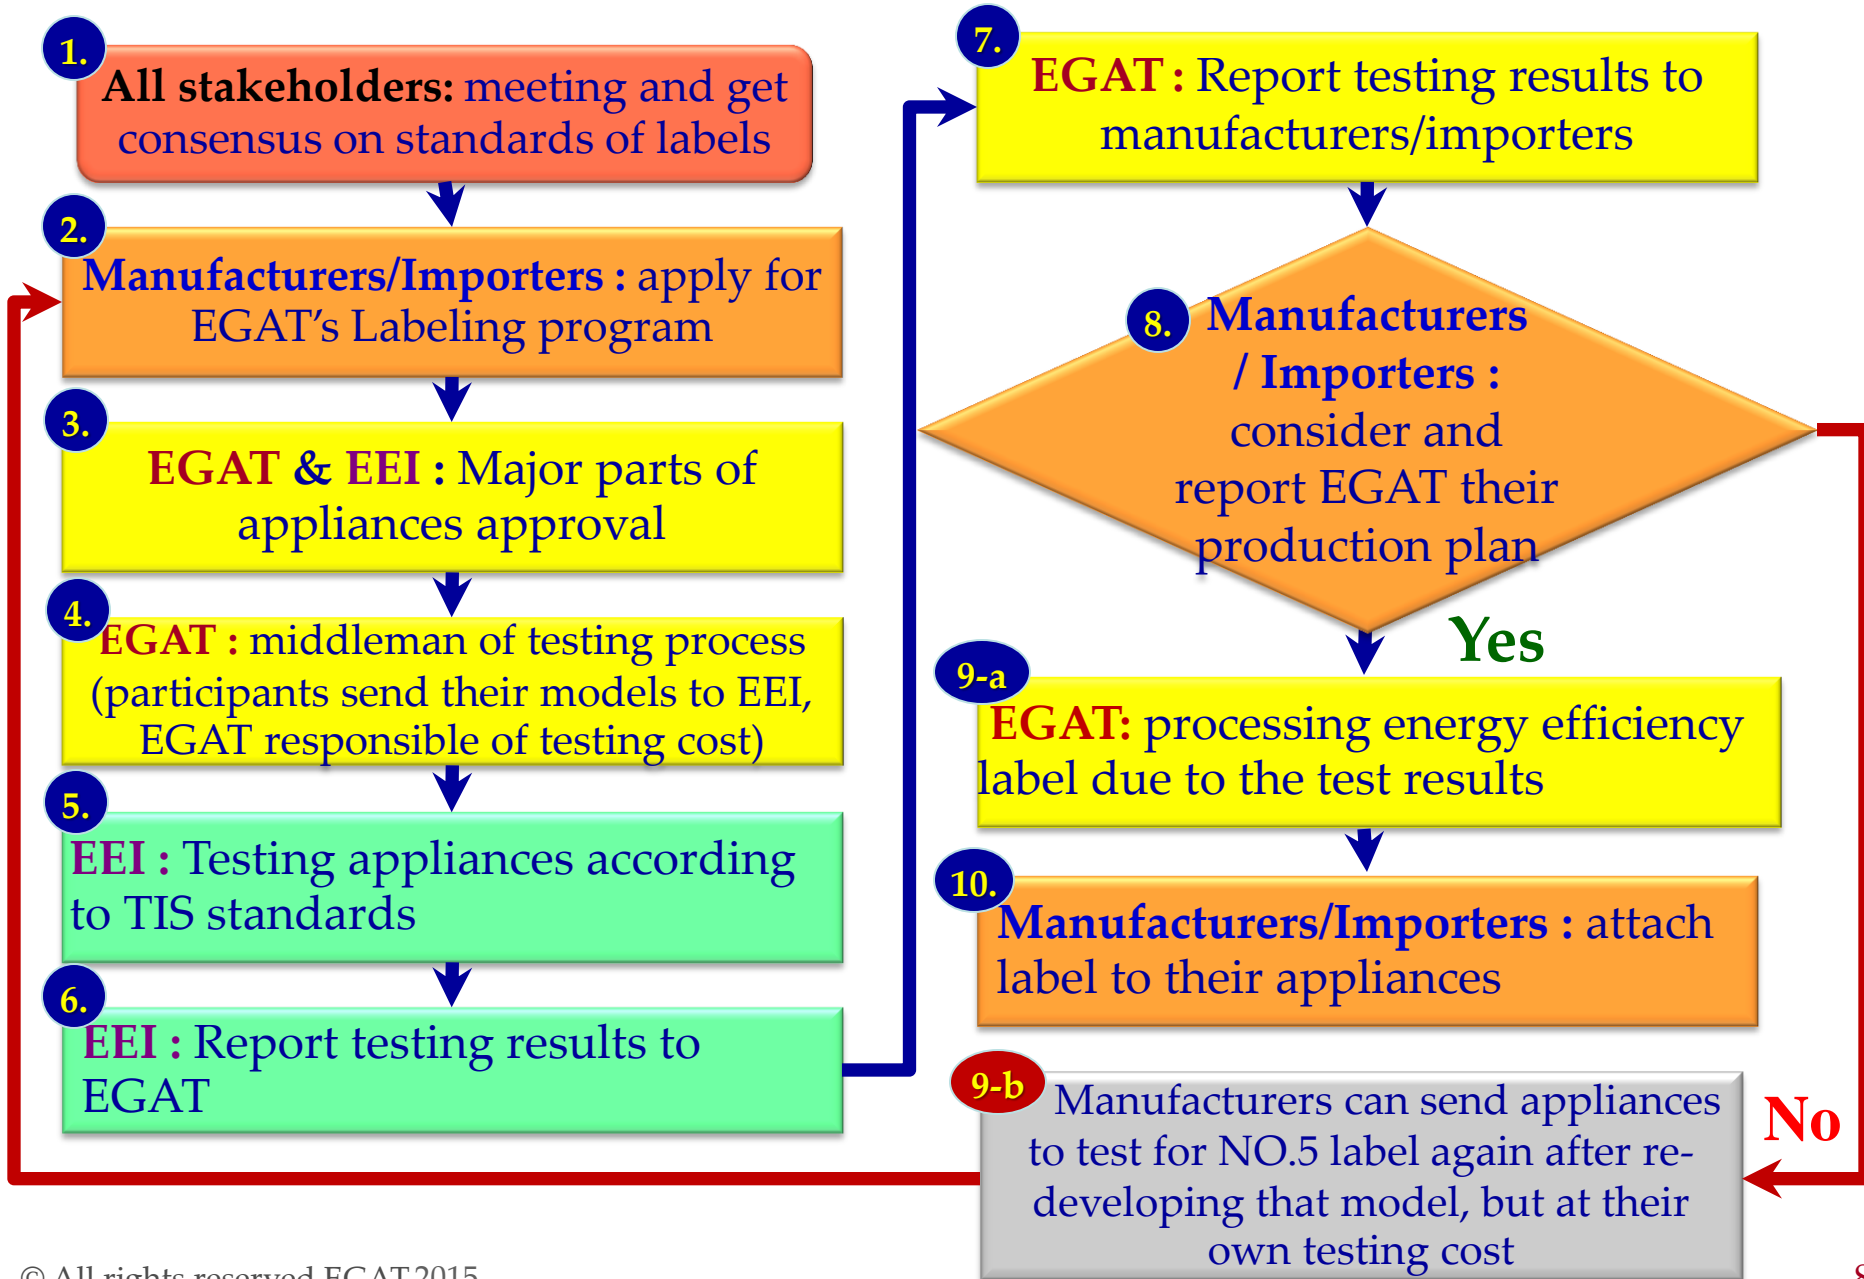 1.
All stakeholders: meeting and get
consensus on standards of labels
2.
Manufacturers/Importers : apply for
EGAT’s Labeling program
3.
EGAT & EEI : Major parts of
appliances approval
4.
EGAT : middleman of testing process
(participants send their models to EEI,
EGAT responsible of testing cost)
5.
EEI : Testing appliances according
to TIS standards
6.
EEI : Report testing results to
EGAT
7.
EGAT : Report testing results to
manufacturers/importers
8.
Manufacturers
/ Importers :
consider and
report EGAT their
production plan
Yes
9-a
EGAT: processing energy efficiency
label due to the test results
10.
Manufacturers/Importers : attach
label to their appliances
9-b
Manufacturers can send appliances
to test for NO.5 label again after re-
developing that model, but at their
own testing cost
No
© All rights reserved EGAT 2015